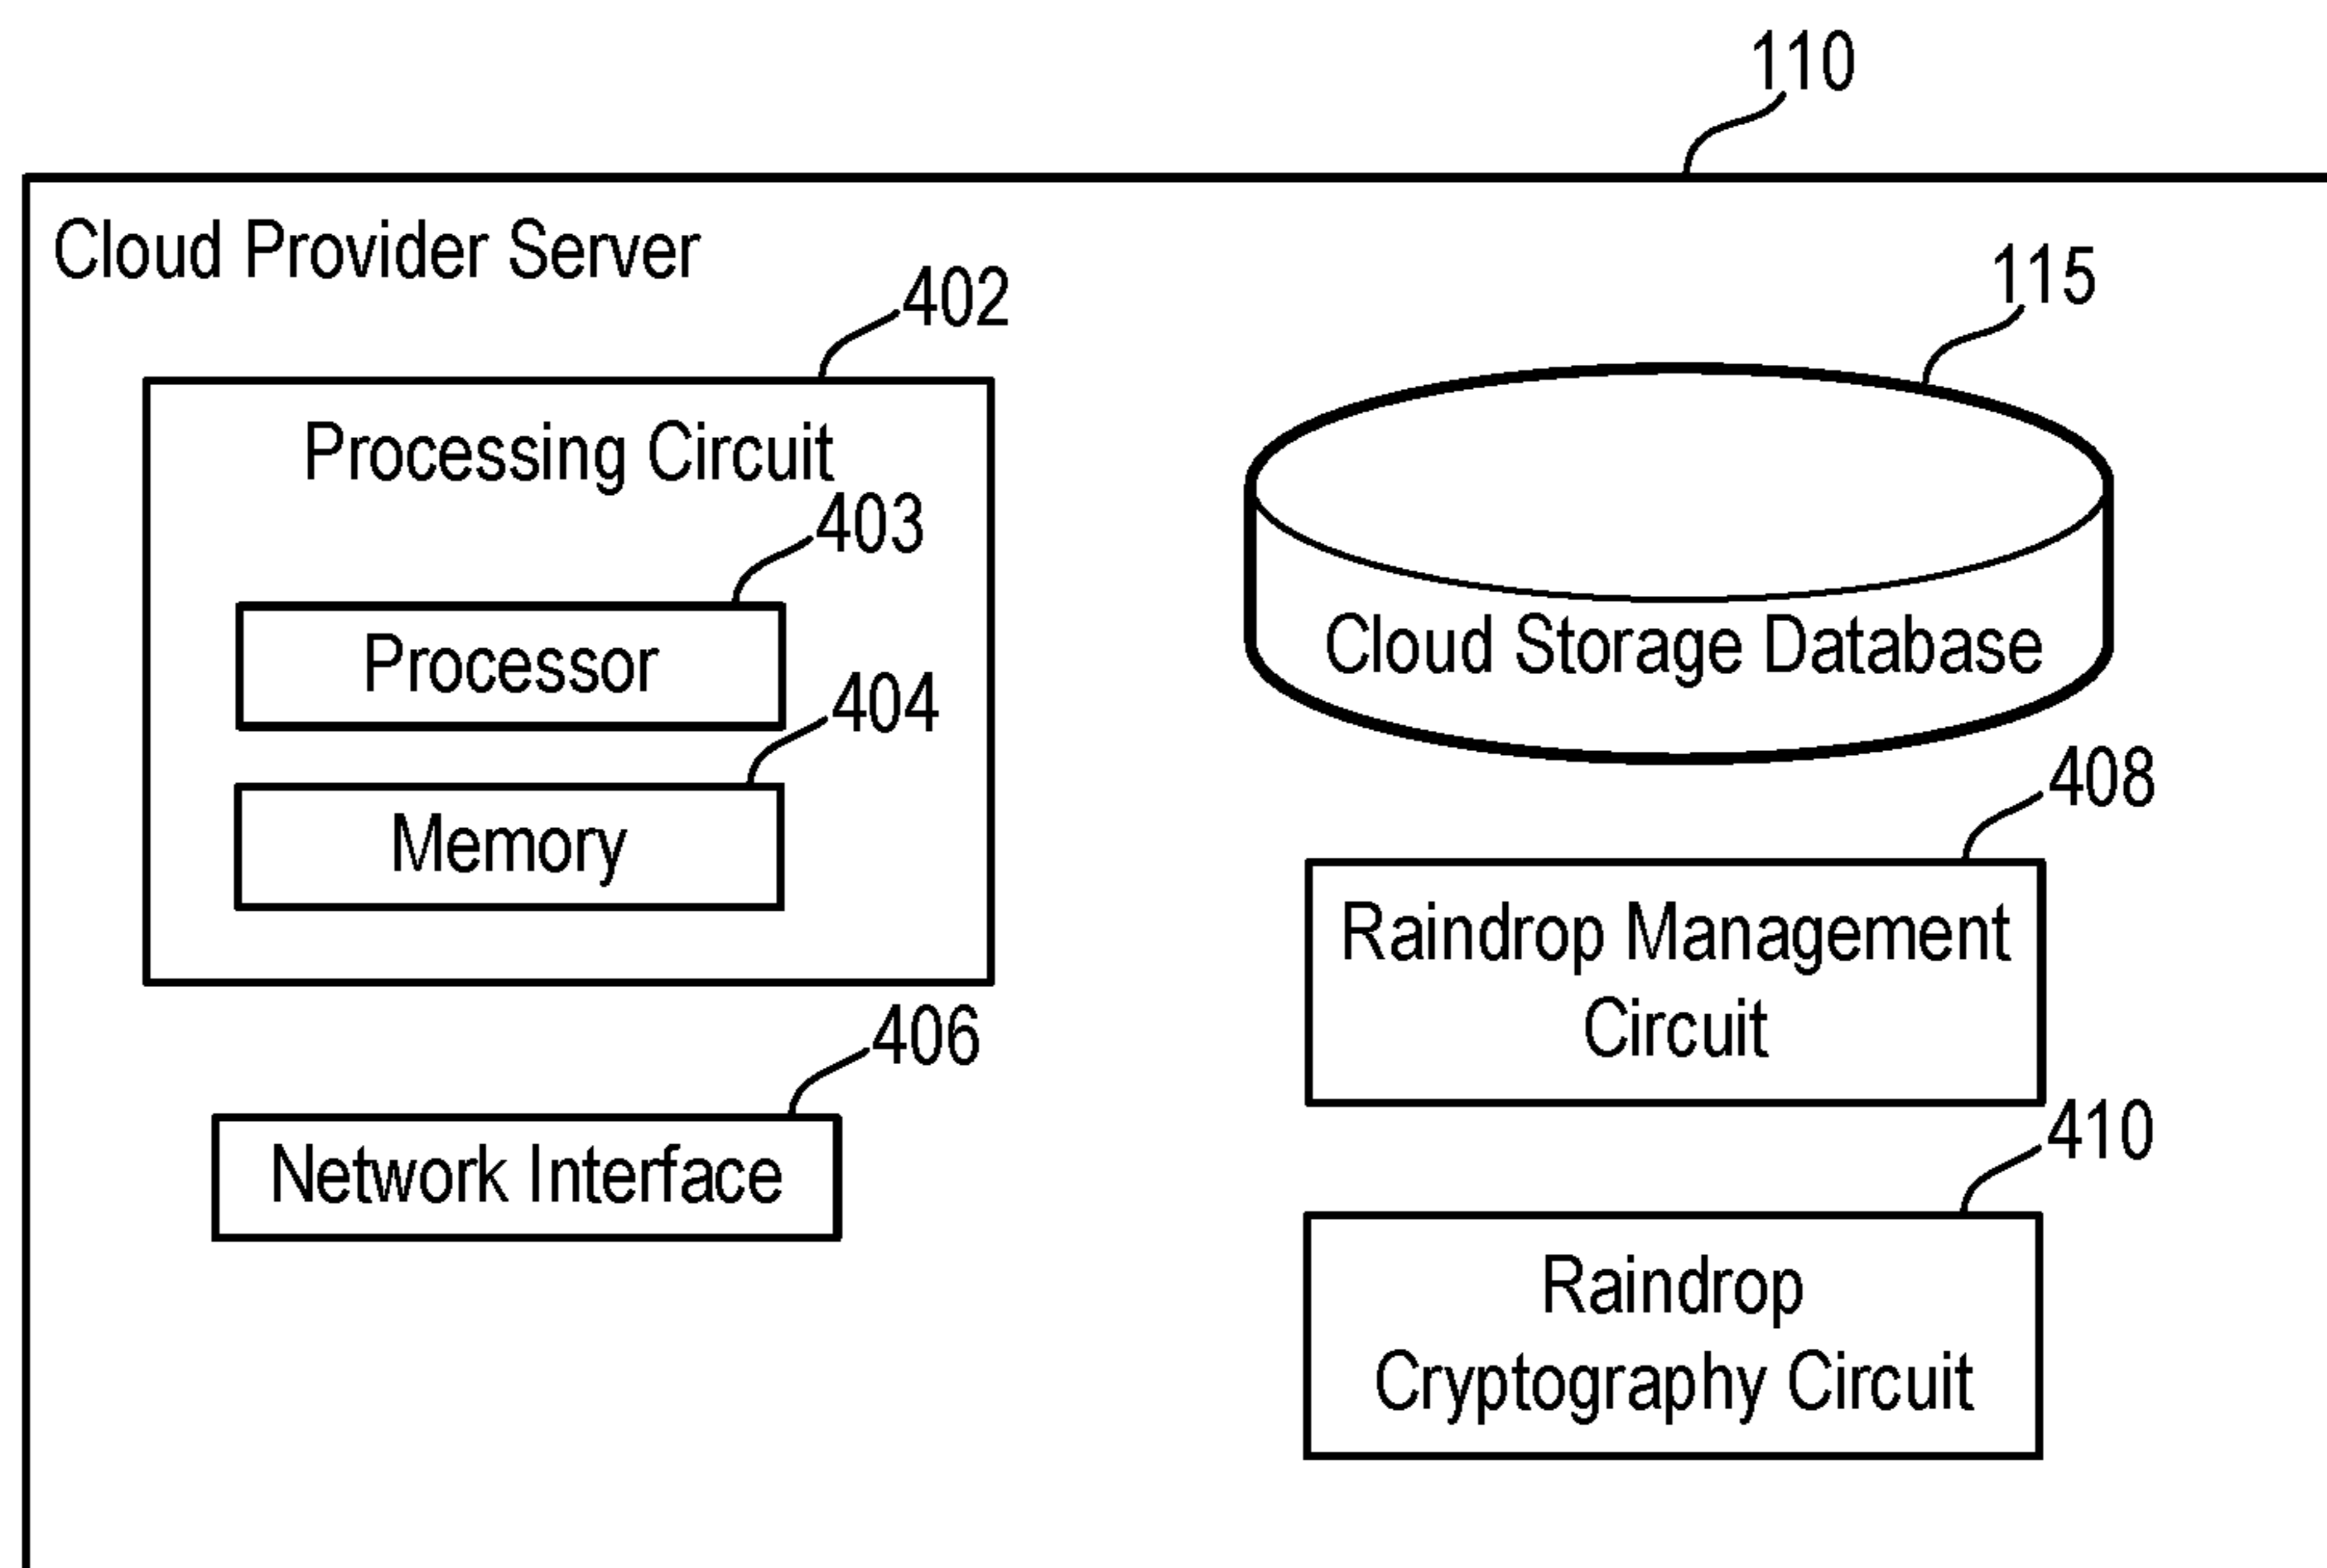 110
Cloud Provider Server
402
Processing Circuit
403
Processor
404
Memory
406
Network Interface
115
Cloud Storage Database
408
Raindrop Management
Circuit
410
Raindrop
Cryptography Circuit